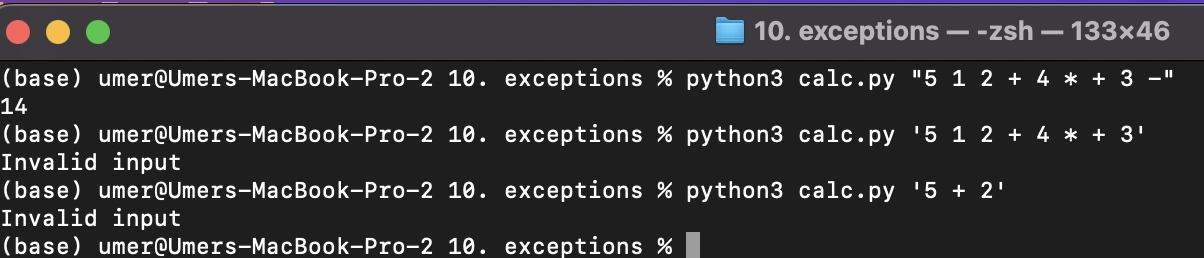 10. exceptions — -zsh — 133×46
(base) umer@Umers-MacBook-Pro-2 10. exceptions % python3 calc.py "5 1 2 + 4 * + 3 -"
14
(base) umer@Umers-MacBook-Pro-2 10. exceptions % python3 calc.py '5 1 2 + 4 * + 3'
Invalid input
(base) umer@Umers-MacBook-Pro-2 10. exceptions % python3 calc.py '5 + 2'
Invalid input
(base) umer@Umers-MacBook-Pro-2 10. exceptions %